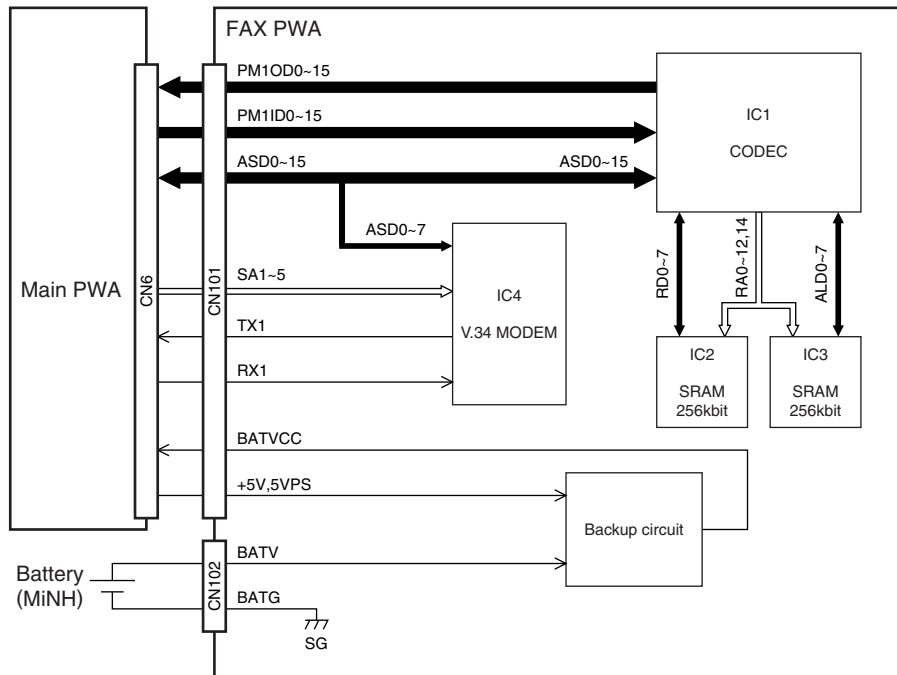 FAX PWA
PM1OD0~15
PM1ID0~15
ASD0~15
ASD0~15
IC1
CODEC
ASD0~7
RD0~7
RA0~12,14
ALD0~7
Main PWA
CN6
CN101
SA1~5
IC4
V.34 MODEM
TX1
RX1
IC2
SRAM
256kbit
IC3
SRAM
256kbit
BATVCC
+5V,5VPS
Backup circuit
Battery
(MiNH)
CN102
BATV
BATG
SG